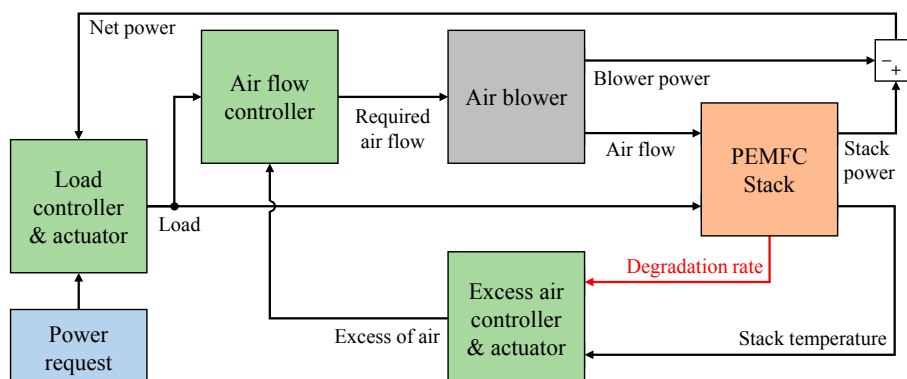 Net power
Air flow
controller
Required
air flow
Air blower
Blower power
Air flow
−
+
PEMFC
Stack
Stack
power
Load
controller
& actuator
Load
Degradation rate
Excess air
controller
& actuator
Excess of air
Stack temperature
Power
request